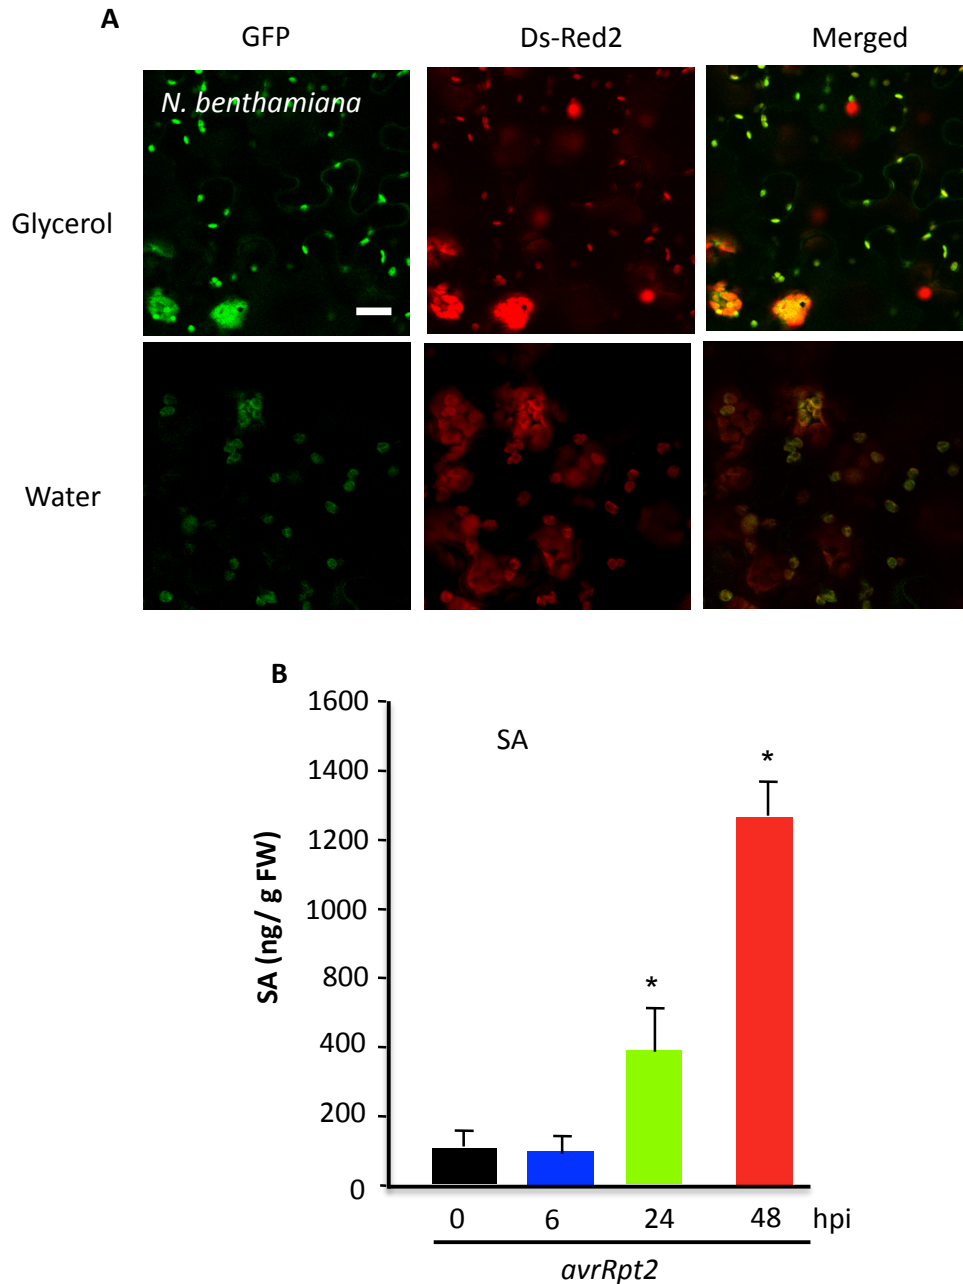 A
GFP Ds-Red2 Merged
N. benthamiana
Glycerol
Water
B
1600
SA
1400
*
1200
1000
800
*
400
200
0
SA (ng/ g FW)
0 6 24 48 hpi
avrRpt2